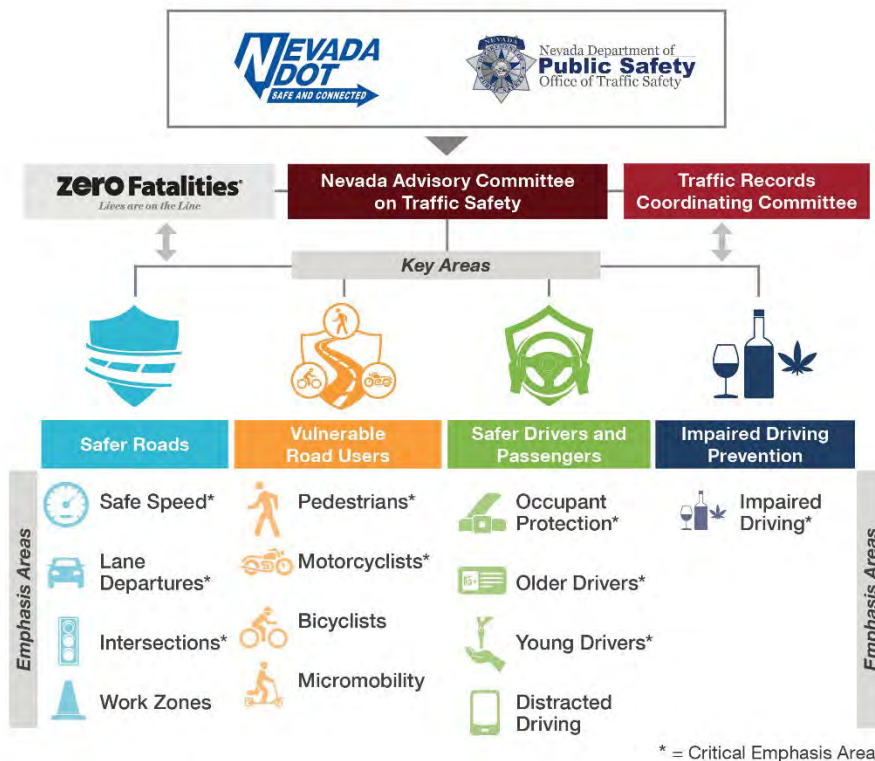 NEVADA
DOT
SAFE AND CONNECTED
NEVADA
Nevada Department of
Public Safety
Office of Traffic Safety
zero Fatalities®
Lives are on the Line
Nevada Advisory Committee
on Traffic Safety
Traffic Records
Coordinating Committee
Key Areas
Safer Roads
Vulnerable
Road Users
Safer Drivers and
Passengers
Impaired Driving
Prevention
Emphasis Areas
Safe Speed*
Lane
Departures*
Intersections*
Work Zones
Pedestrians*
Motorcyclists*
Bicyclists
Micromobility
Occupant
Protection*
65+
Older Drivers*
Young Drivers*
Distracted
Driving
Impaired
Driving*
Emphasis Areas
* = Critical Emphasis Area